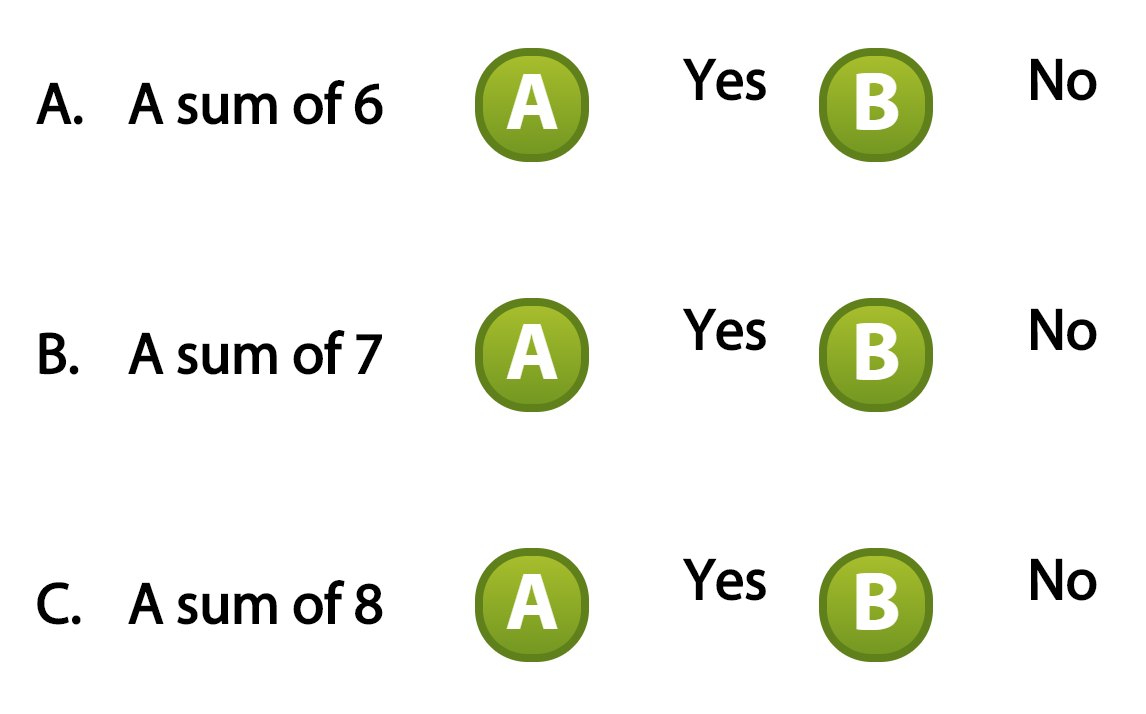 A. A sum of 6 A Yes B No
B. A sum of 7 A Yes B No
C. A sum of 8 A Yes B No